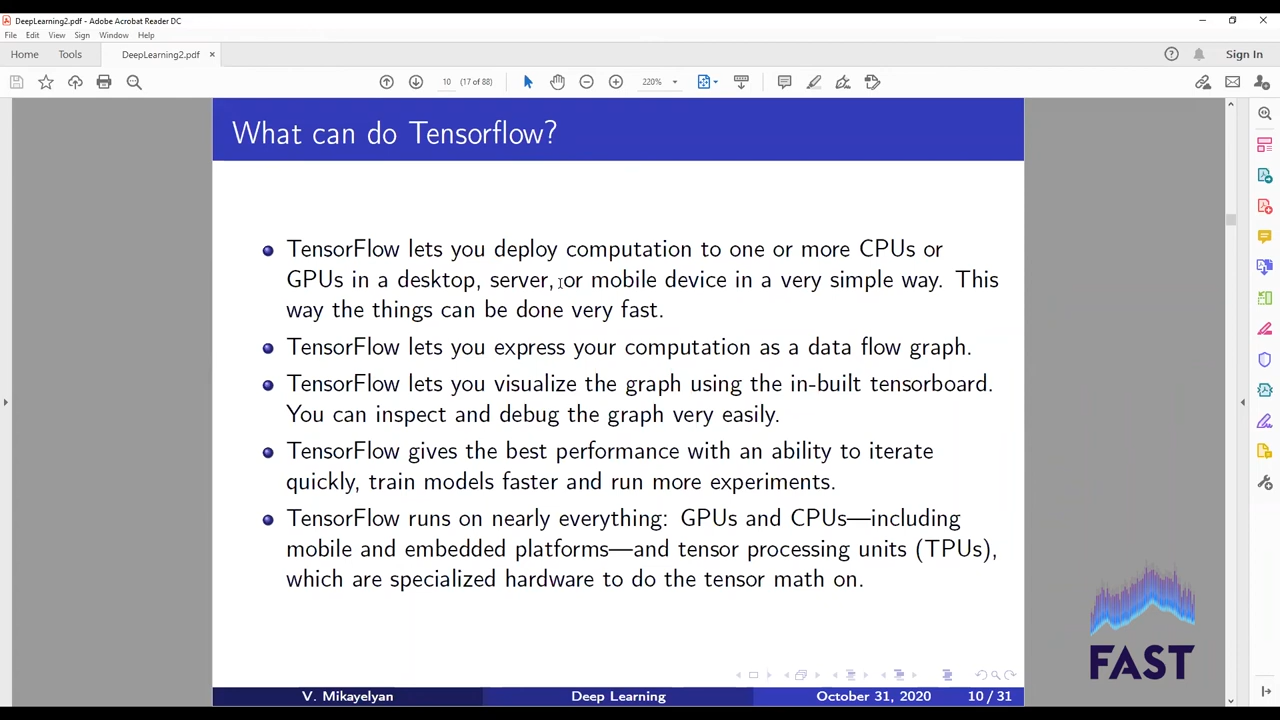 DeepLearning2.pdf - Adobe Acrobat Reader DC
File Edit View Sign Window Help
Home Tools DeepLearning2.pdf × Sign In
10 (17 of 88) 220%
What can do Tensorflow?
TensorFlow lets you deploy computation to one or more CPUs or
GPUs in a desktop, server, or mobile device in a very simple way. This
way the things can be done very fast.
TensorFlow lets you express your computation as a data flow graph.
TensorFlow lets you visualize the graph using the in-built tensorboard.
You can inspect and debug the graph very easily.
TensorFlow gives the best performance with an ability to iterate
quickly, train models faster and run more experiments.
TensorFlow runs on nearly everything: GPUs and CPUs—including
mobile and embedded platforms—and tensor processing units (TPUs),
which are specialized hardware to do the tensor math on.
FAST
V. Mikayelyan Deep Learning October 31, 2020 10 / 31